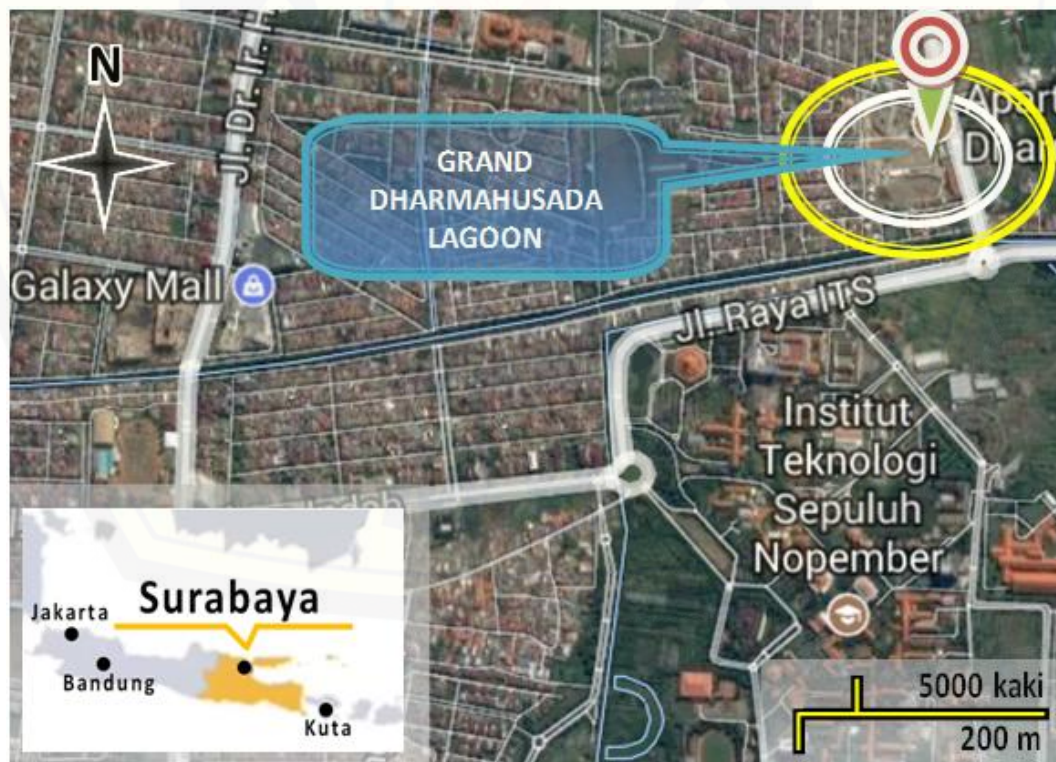 N
Jl. Dr. Ir. H
GRAND
DHARMAHUSADA
LAGOON
Apar
Dhar
Galaxy Mall
Jl. Raya ITS
Institut
Teknologi
Sepuluh
Nopember
Surabaya
Jakarta
Bandung
Kuta
5000 kaki
200 m